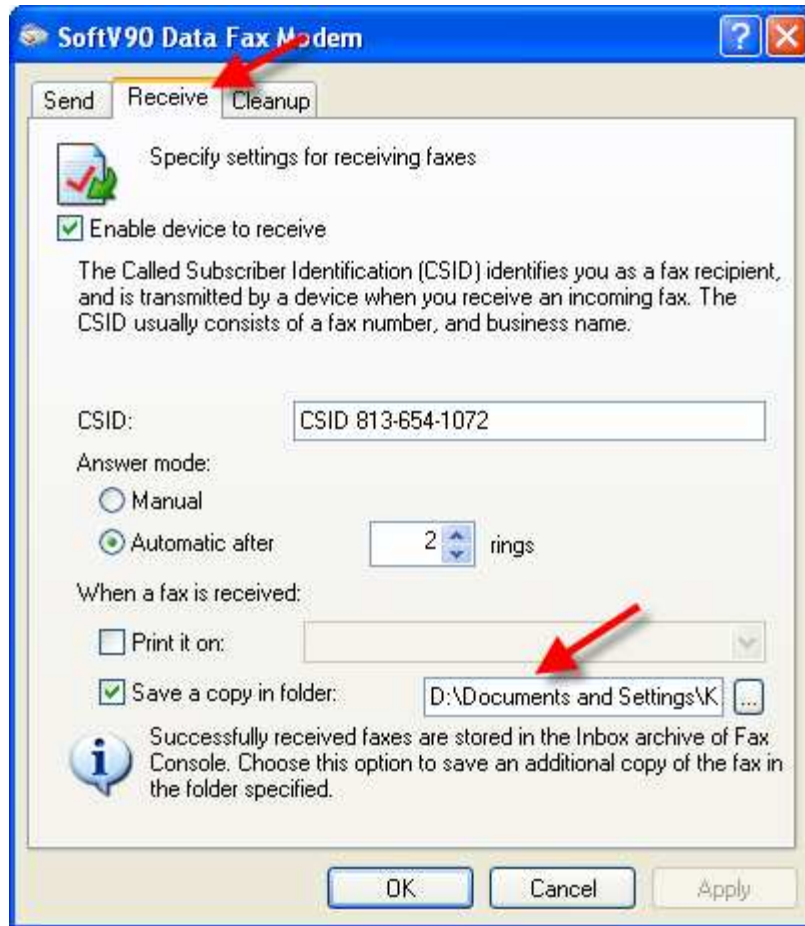 SoftV90 Data Fax Modem
Send Receive Cleanup
Specify settings for receiving faxes
Enable device to receive
The Called Subscriber Identification (CSID) identifies you as a fax recipient,
and is transmitted by a device when you receive an incoming fax. The
CSID usually consists of a fax number, and business name.
CSID: CSID 813-654-1072
Answer mode:
Manual
Automatic after 2 rings
When a fax is received:
Print it on:
Save a copy in folder: D:\Documents and Settings\K ...
Successfully received faxes are stored in the Inbox archive of Fax
Console. Choose this option to save an additional copy of the fax in
the folder specified.
OK Cancel Apply